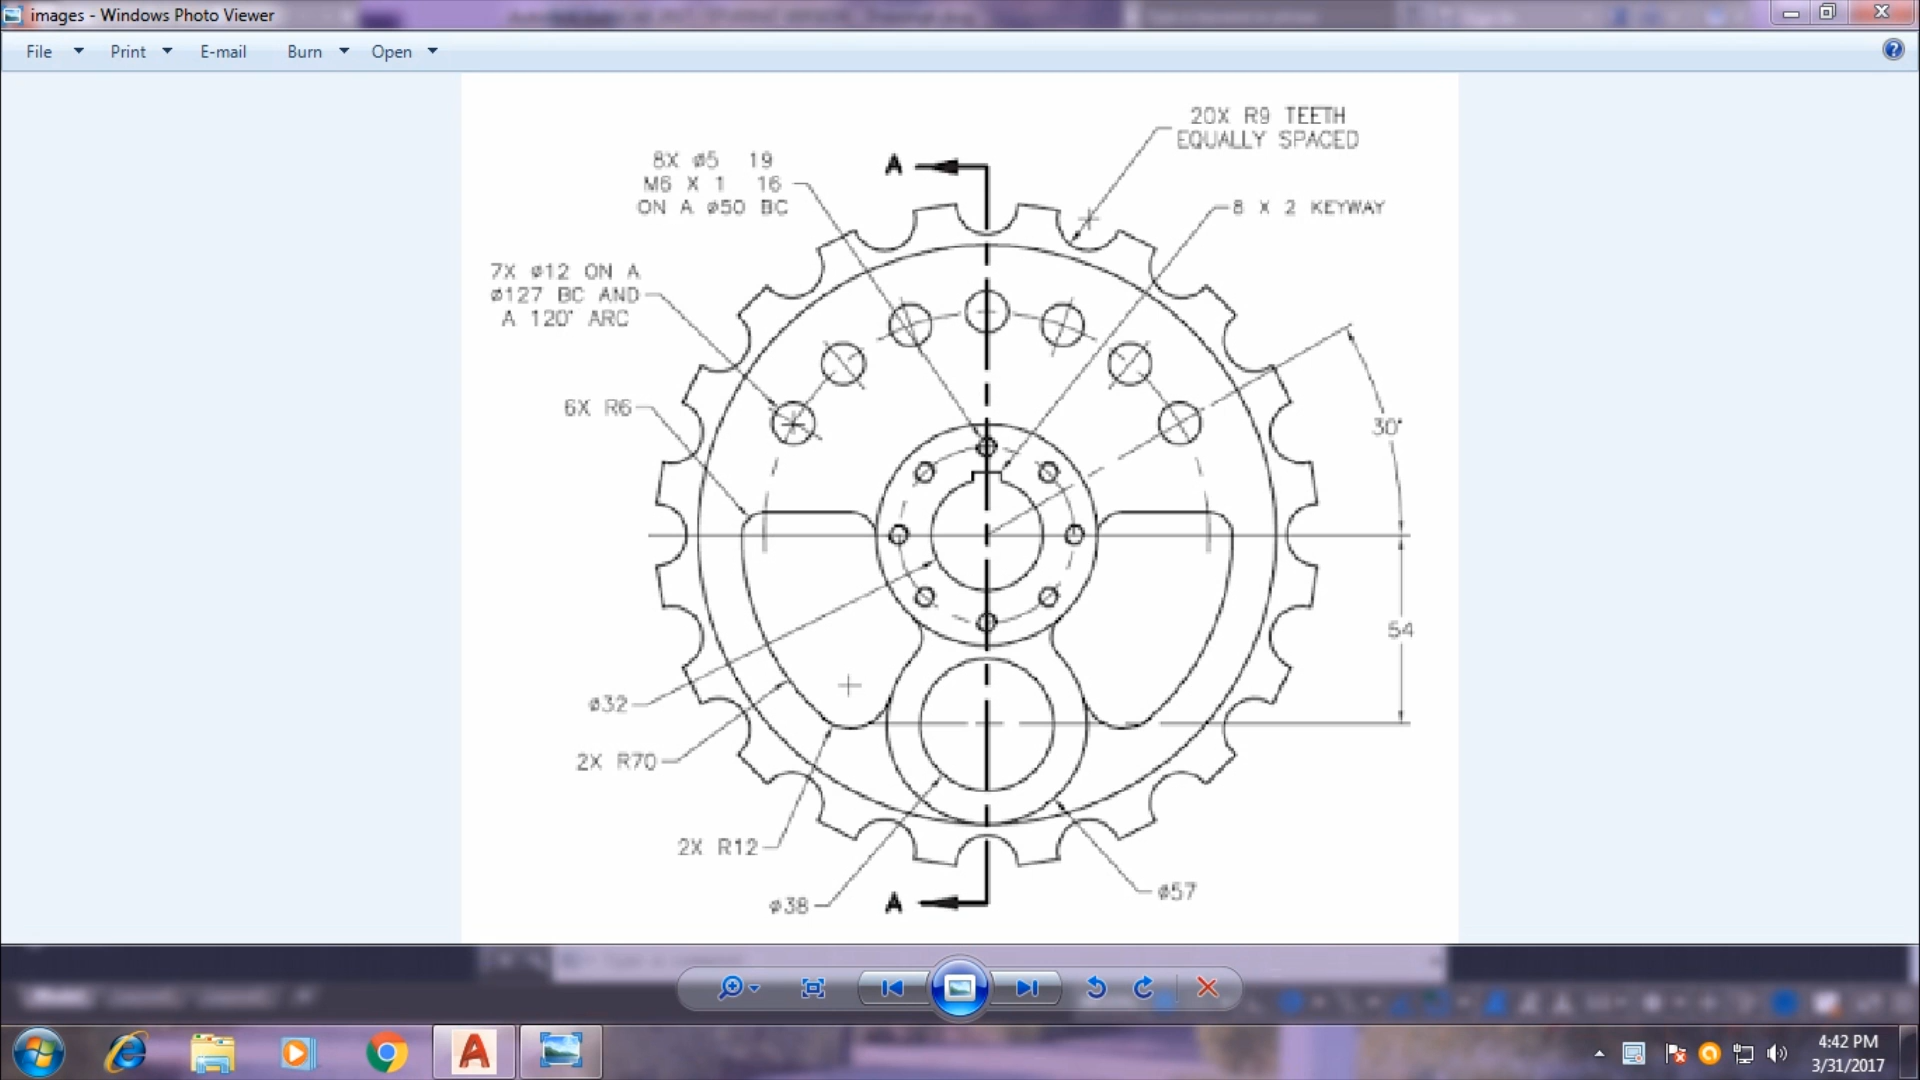 images - Windows Photo Viewer
File Print E-mail Burn Open
20X R9 TEETH
EQUALLY SPACED
8X ø5 19
M6 X 1 16
ON A ø50 BC
A
8 X 2 KEYWAY
7X ø12 ON A
ø127 BC AND
A 120° ARC
6X R6
30°
54
ø32
2X R70
2X R12
ø38
A
ø57
4:42 PM
3/31/2017